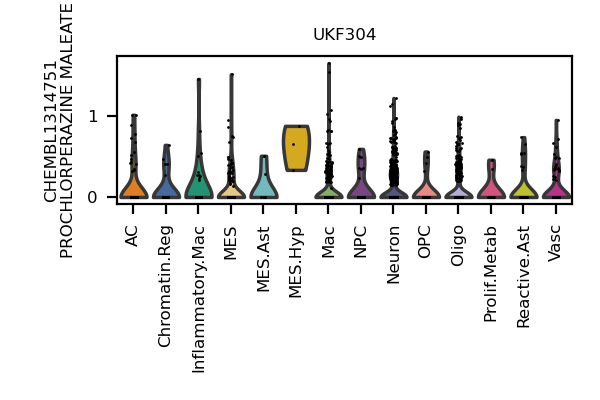 UKF304
CHEMBL1314751
PROCHLORPERAZINE MALEATE
1
0
AC
Chromatin.Reg
Inflammatory.Mac
MES
MES.Ast
MES.Hyp
Mac
NPC
Neuron
OPC
Oligo
Prolif.Metab
Reactive.Ast
Vasc